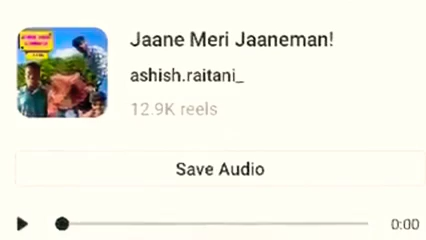 Jaane Meri Jaaneman!
ashish.raitani_
12.9K reels
Save Audio
0:00